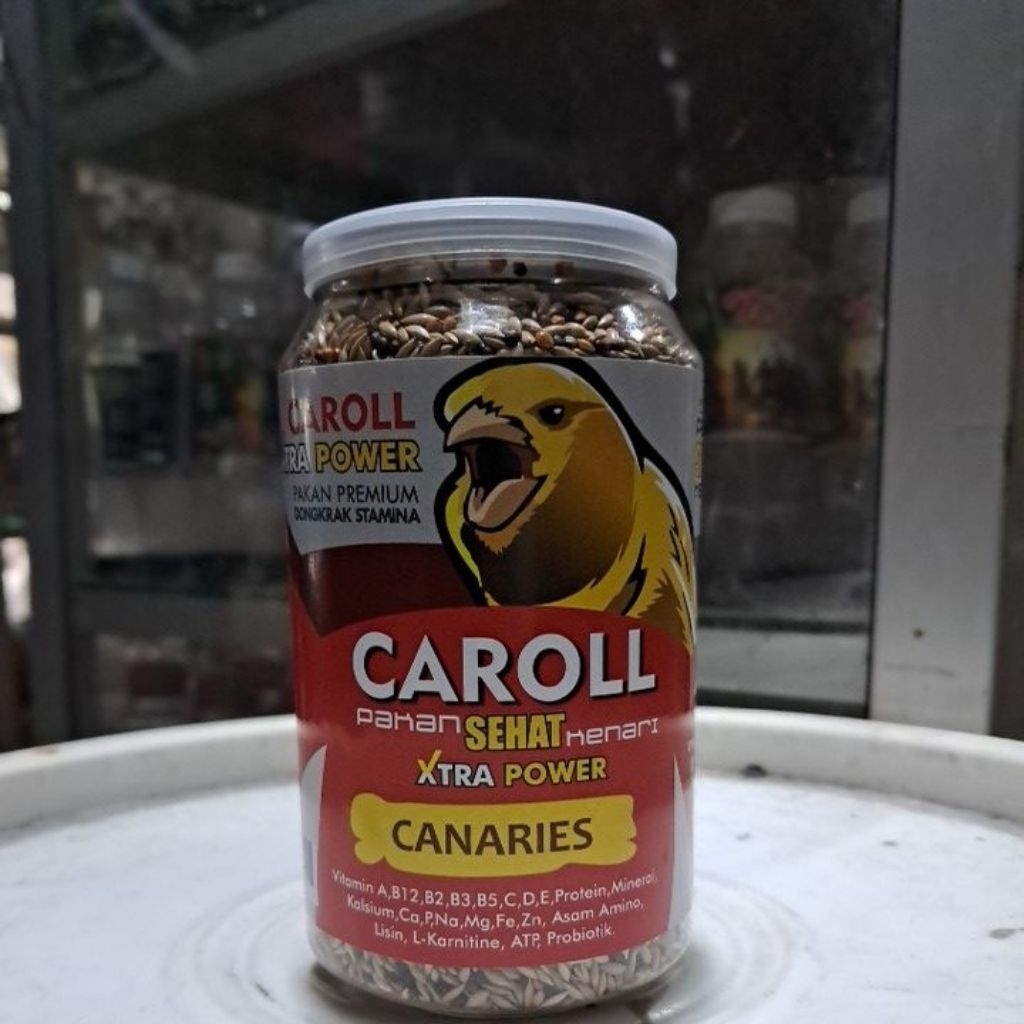 CAROLL
TRA POWER
PAKAN PREMIUM
DONGKRAK STAMINA
CAROLL
pakan SEHAT kenari
XTRA POWER
CANARIES
Vitamin A,B12,B2,B3,B5,C,D,E,Protein,Mineral,
Kalsium,Ca,P,Na,Mg,Fe,Zn, Asam Amino,
Lisin, L-Karnitine, ATP, Probiotik.